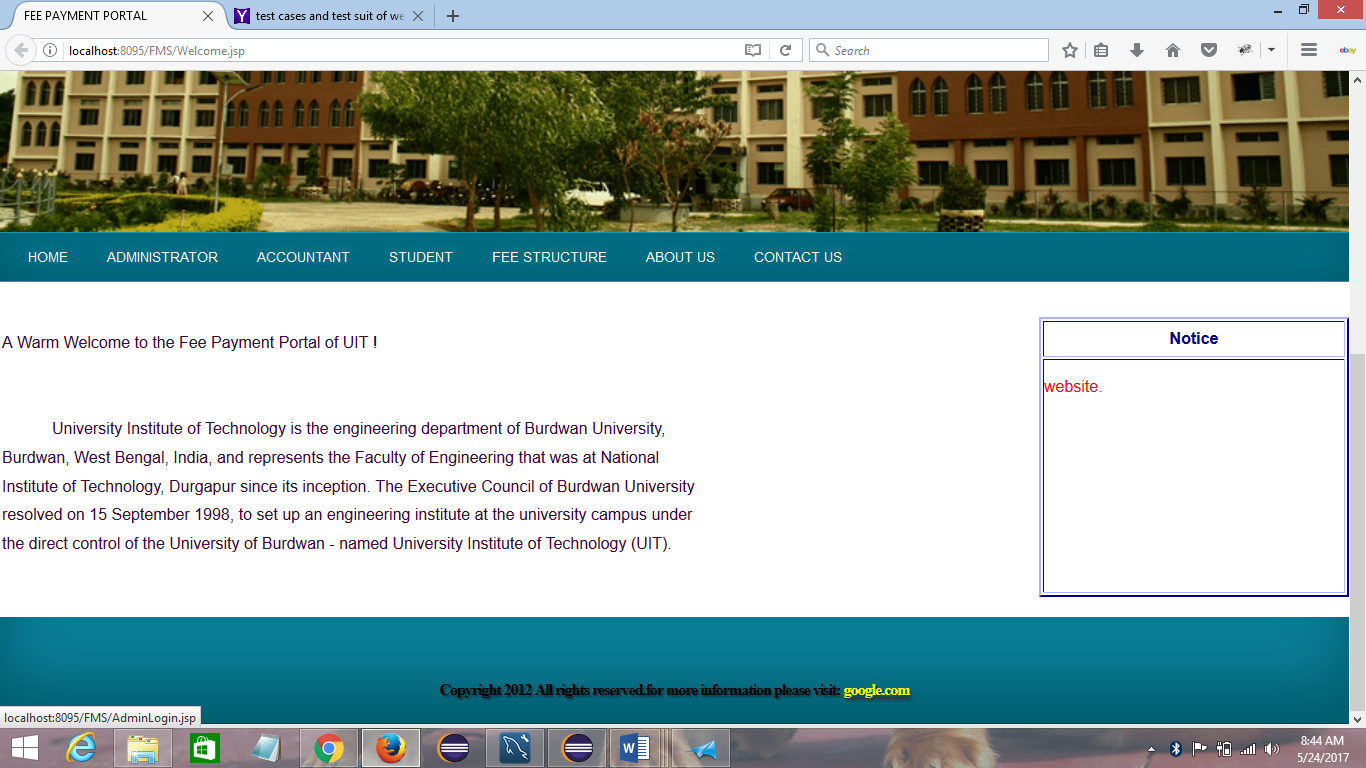 FEE PAYMENT PORTAL
test cases and test suit of we
localhost:8095/FMS/Welcome.jsp
Search
ebay
HOME ADMINISTRATOR ACCOUNTANT STUDENT FEE STRUCTURE ABOUT US CONTACT US
A Warm Welcome to the Fee Payment Portal of UIT !
University Institute of Technology is the engineering department of Burdwan University,
Burdwan, West Bengal, India, and represents the Faculty of Engineering that was at National
Institute of Technology, Durgapur since its inception. The Executive Council of Burdwan University
resolved on 15 September 1998, to set up an engineering institute at the university campus under
the direct control of the University of Burdwan - named University Institute of Technology (UIT).
Notice
website.
Copyright 2012 All rights reserved.for more information please visit: google.com
localhost:8095/FMS/AdminLogin.jsp
8:44 AM
5/24/2017